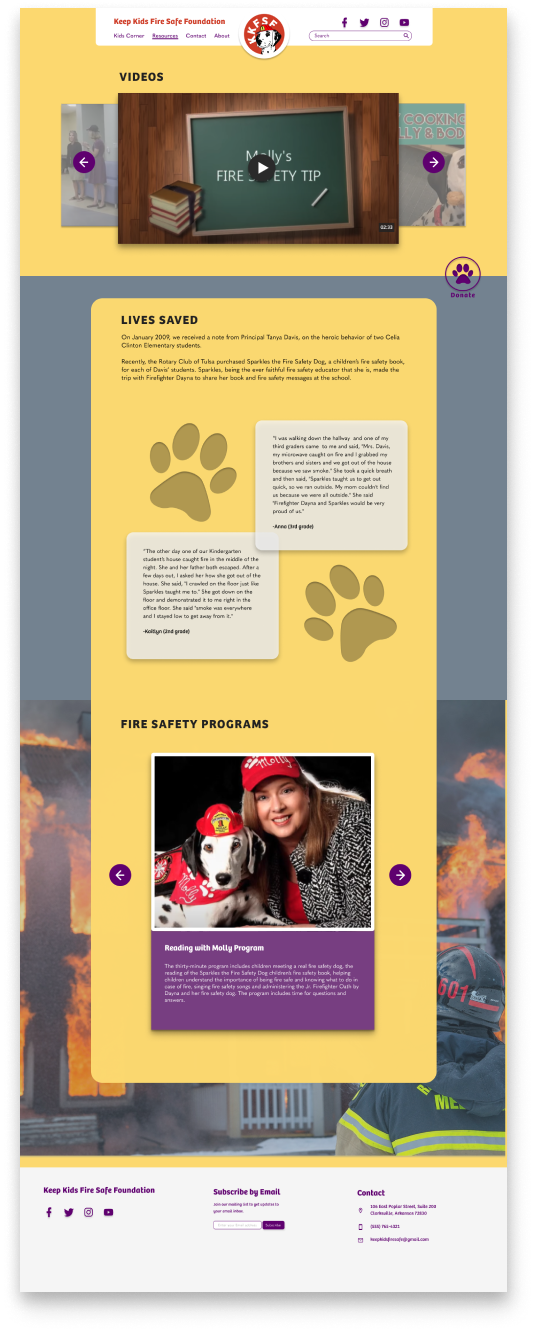 Keep Kids Fire Safe Foundation
KKFSF
Kids Corner Resources Contact About
Search
VIDEOS
Molly's
FIRE SAFETY TIP
COOKING
LLY & BOD
02:33
Donate
LIVES SAVED
On January 2009, we received a note from Principal Tanya Davis, on the heroic behavior of two Celia
Clinton Elementary students.
Recently, the Rotary Club of Tulsa purchased Sparkles the Fire Safety Dog, a children's fire safety book,
for each of Davis' students. Sparkles, being the ever faithful fire safety educator that she is, made the
trip with Firefighter Dayna to share her book and fire safety messages at the school.
"I was walking down the hallway and one of my
third graders came to me and said, "Mrs. Davis,
my microwave caught on fire and I grabbed my
brothers and sisters and we got out of the house
because we saw smoke." She took a quick breath
and then said, "Sparkles taught us to get out
quick, so we ran outside. My mom couldn't find
us because we were all outside." She said
"Firefighter Dayna and Sparkles would be very
proud of us."
-Anna (3rd grade)
"The other day one of our Kindergarten
student's house caught fire in the middle of the
night. She and her father both escaped. After a
few days out, I asked her how she got out of the
house. She said, "I crawled on the floor just like
Sparkles taught me to." She got down on the
floor and demonstrated it to me right in the
office floor. She said "smoke was everywhere
and I stayed low to get away from it."
-Kaitlyn (2nd grade)
FIRE SAFETY PROGRAMS
Molly
Reading with Molly Program
The thirty-minute program includes children meeting a real fire safety dog, the
reading of the Sparkles the Fire Safety Dog children's fire safety book, helping
children understand the importance of being fire safe and knowing what to do in
case of fire, singing fire safety songs and administering the Jr. Firefighter Oath by
Dayna and her fire safety dog. The program includes time for questions and
answers.
601
Keep Kids Fire Safe Foundation
Subscribe by Email
Join our mailing list to get updates to
your email inbox.
Enter your email address
Subscribe
Contact
Clarksville, Arkansas 72830
keepkidsfiresafe@gmail.com